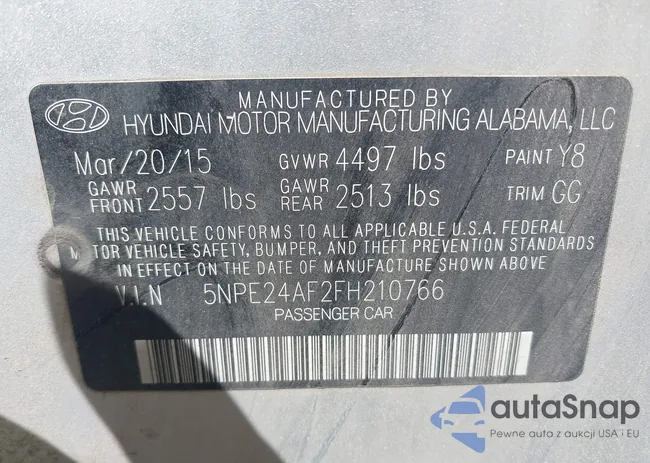 MANUFACTURED BY
HYUNDAI MOTOR MANUFACTURING ALABAMA, LLC
Mar/20/15 GVWR 4497 lbs PAINT Y8
GAWR FRONT 2557 lbs GAWR REAR 2513 lbs TRIM GG
THIS VEHICLE CONFORMS TO ALL APPLICABLE U.S.A. FEDERAL
MOTOR VEHICLE SAFETY, BUMPER, AND THEFT PREVENTION STANDARDS
IN EFFECT ON THE DATE OF MANUFACTURE SHOWN ABOVE
V.I.N 5NPE24AF2FH210766
PASSENGER CAR
autaSnap
Pewne auto z aukcji USA i EU